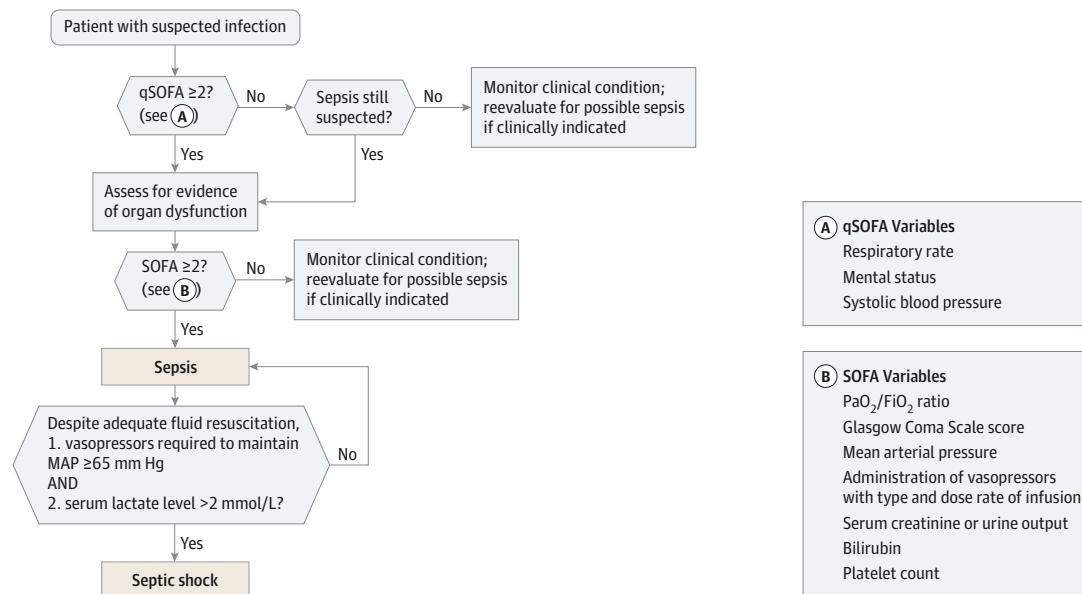 Patient with suspected infection
qSOFA ≥2?
(see A)
No
Sepsis still
suspected?
No
Monitor clinical condition;
reevaluate for possible sepsis
if clinically indicated
Yes
Yes
Assess for evidence
of organ dysfunction
SOFA ≥2?
(see B)
No
Monitor clinical condition;
reevaluate for possible sepsis
if clinically indicated
Yes
Sepsis
Despite adequate fluid resuscitation,
1. vasopressors required to maintain
MAP ≥65 mm Hg
AND
2. serum lactate level >2 mmol/L?
No
Yes
Septic shock
A qSOFA Variables
Respiratory rate
Mental status
Systolic blood pressure
B SOFA Variables
PaO₂/FiO₂ ratio
Glasgow Coma Scale score
Mean arterial pressure
Administration of vasopressors
with type and dose rate of infusion
Serum creatinine or urine output
Bilirubin
Platelet count